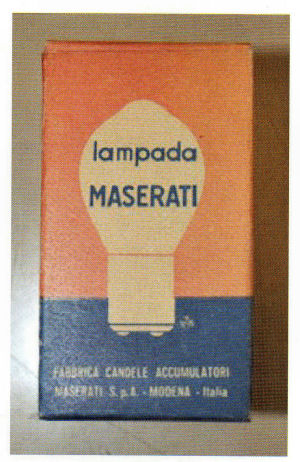 lampada
MASERATI
FABBRICA CANDELE ACCUMULATORI
MASERATI S.p.A. - MODENA - Italia